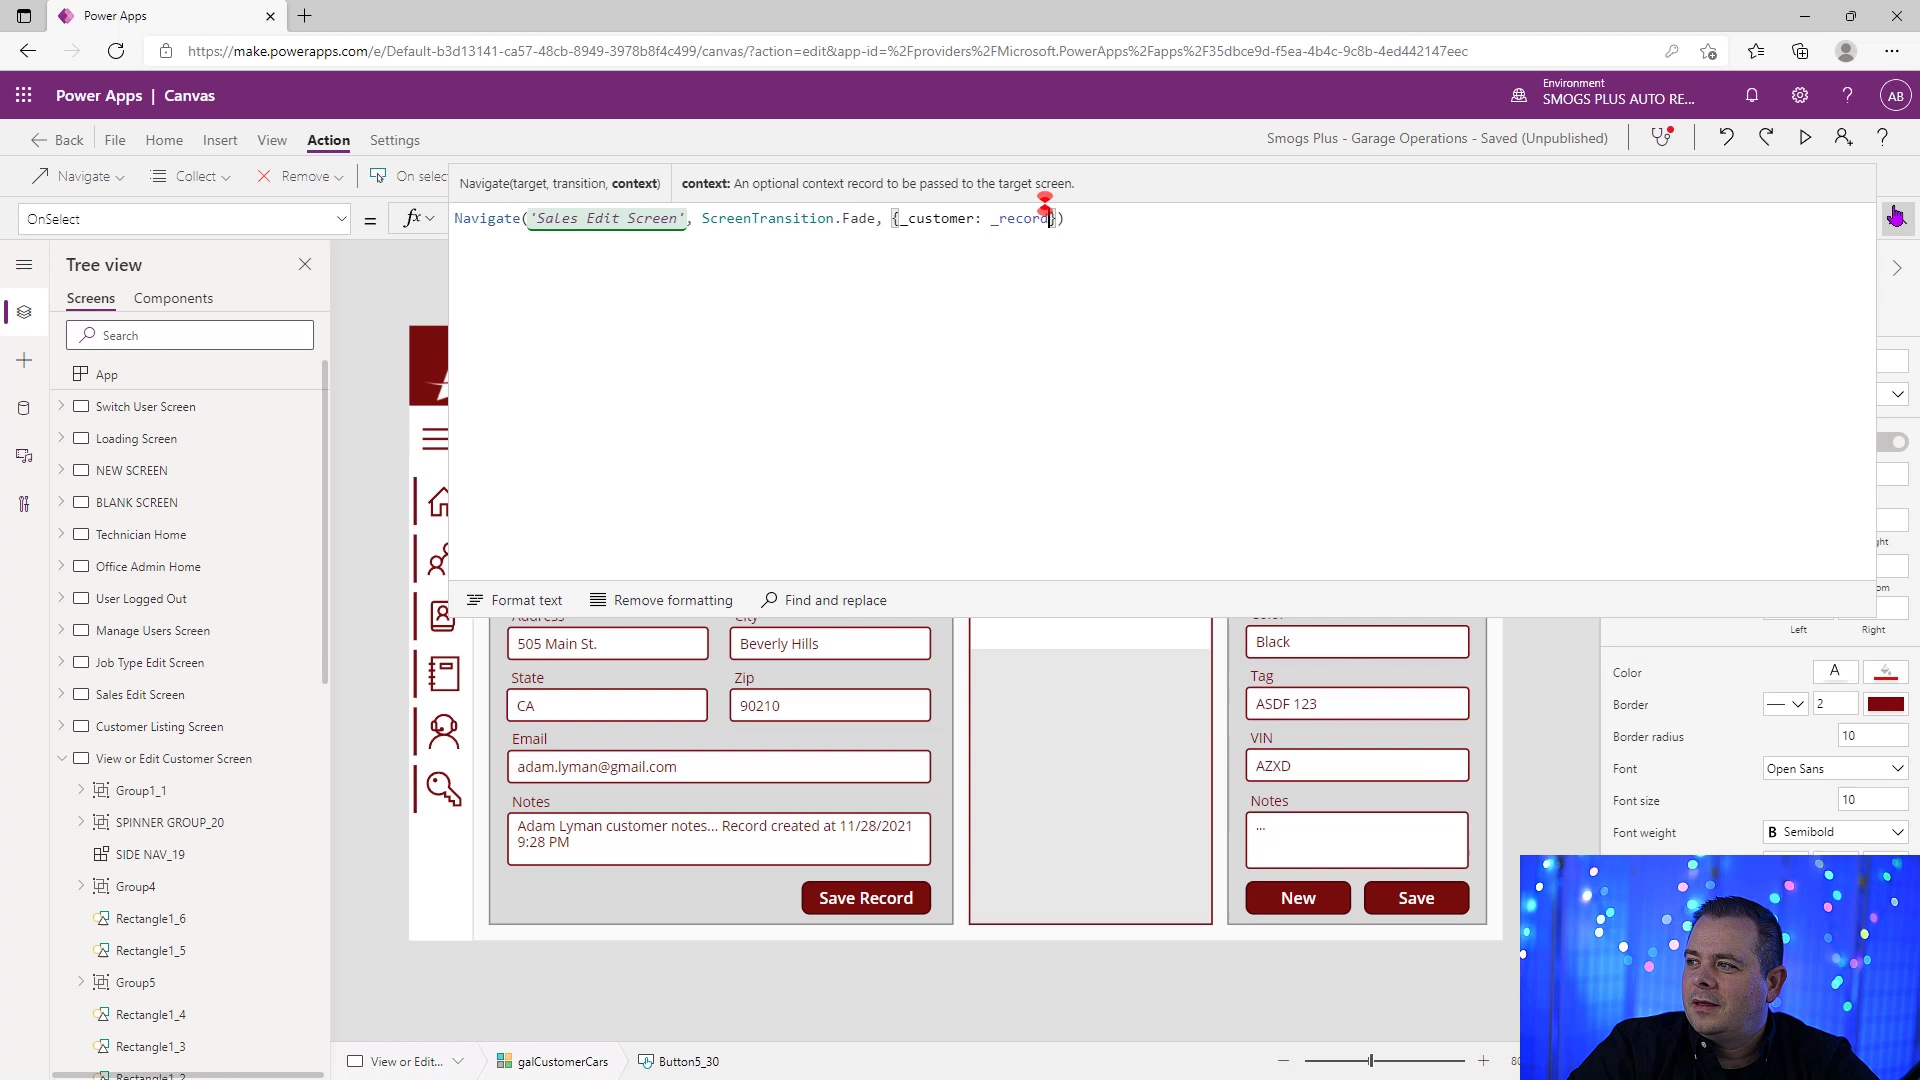 Power Apps
https://make.powerapps.com/e/Default-b3d13141-ca57-48cb-8949-3978b8f4c499/canvas/?action=edit&app-id=%2Fproviders%2FMicrosoft.PowerApps%2Fapps%2F35dbce9d-f5ea-4b4c-9c8b-4ed442147eec
Power Apps | Canvas
Environment
SMOGS PLUS AUTO RE...
AB
Back File Home Insert View Action Settings
Smogs Plus - Garage Operations - Saved (Unpublished)
Navigate Collect Remove On selec
Navigate(target, transition, context) context: An optional context record to be passed to the target screen.
OnSelect = fx Navigate('Sales Edit Screen', ScreenTransition.Fade, {_customer: _record})
Tree view
Screens Components
Search
App
Switch User Screen
Loading Screen
NEW SCREEN
BLANK SCREEN
Technician Home
Office Admin Home
User Logged Out
Manage Users Screen
Job Type Edit Screen
Sales Edit Screen
Customer Listing Screen
View or Edit Customer Screen
Group1_1
SPINNER GROUP_20
SIDE NAV_19
Group4
Rectangle1_6
Rectangle1_5
Group5
Rectangle1_4
Rectangle1_3
Rectangle1_2
Format text Remove formatting Find and replace
Address City
505 Main St. Beverly Hills
State Zip
CA 90210
Email
adam.lyman@gmail.com
Notes
Adam Lyman customer notes... Record created at 11/28/2021
9:28 PM
Save Record
Color
Black
Tag
ASDF 123
VIN
AZXD
Notes
...
New Save
ght
om
Left Right
Color A
Border 2
Border radius 10
Font Open Sans
Font size 10
Font weight B Semibold
View or Edit... galCustomerCars Button5_30